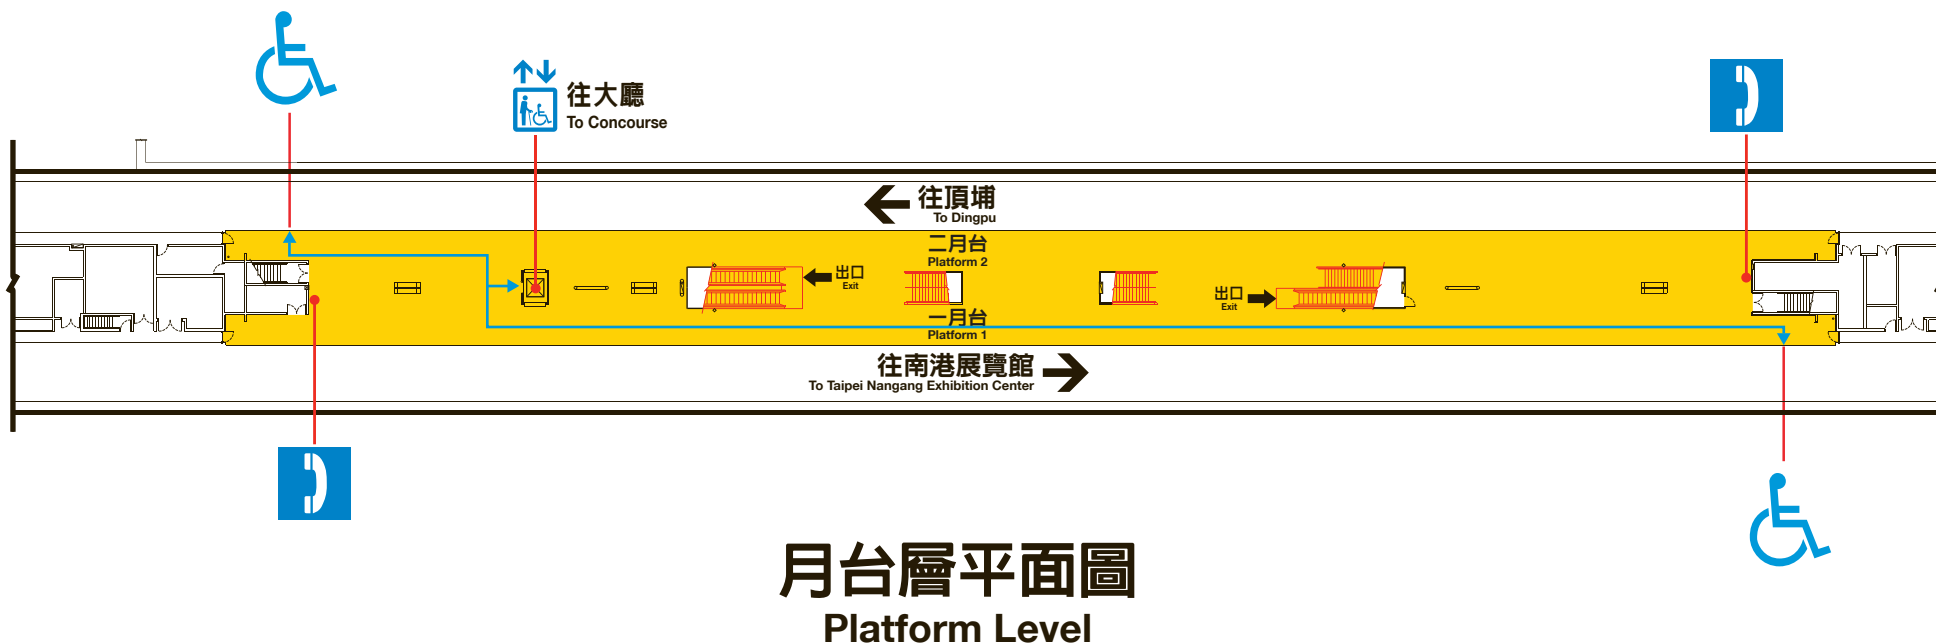 往大廳
To Concourse
往頂埔
To Dingpu
二月台
Platform 2
出口
Exit
出口
Exit
一月台
Platform 1
往南港展覽館
To Taipei Nangang Exhibition Center
月台層平面圖
Platform Level